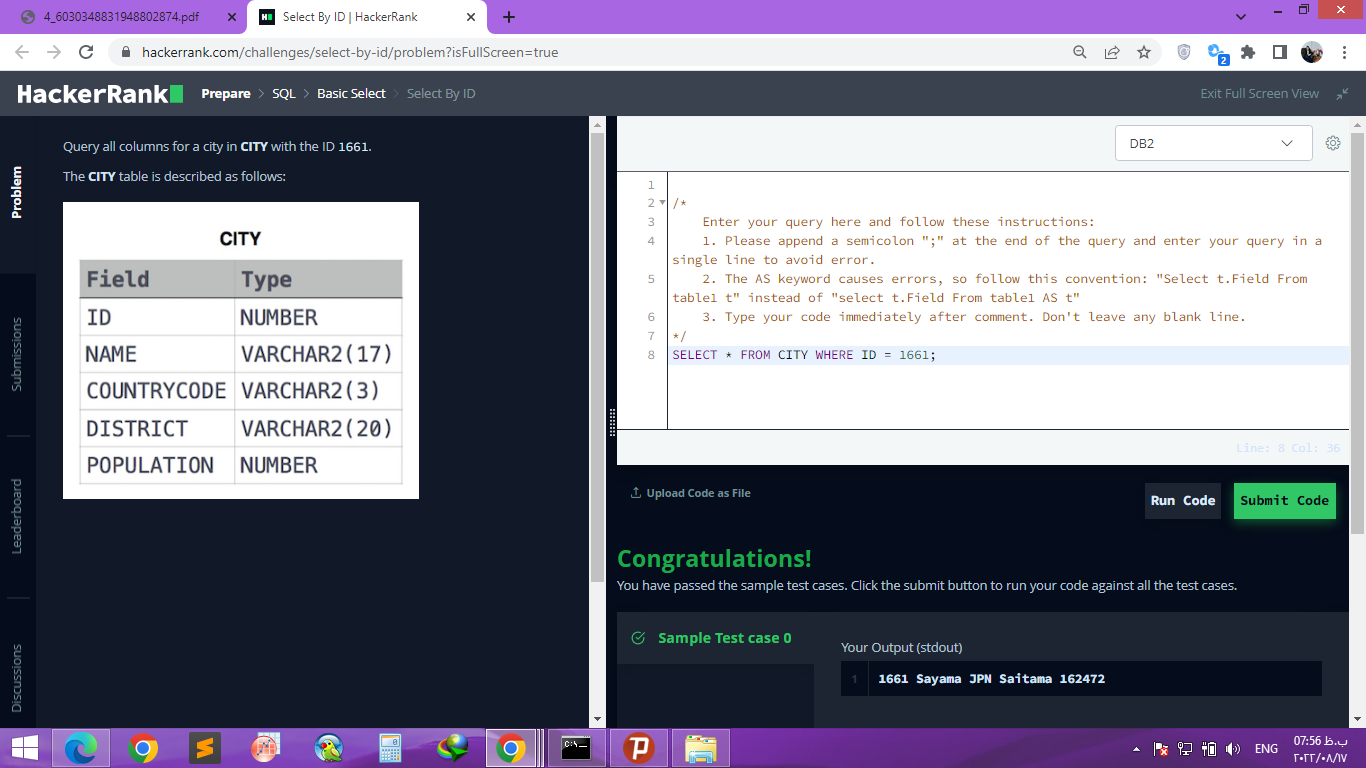 4_6030348831948802874.pdf
Select By ID | HackerRank
hackerrank.com/challenges/select-by-id/problem?isFullScreen=true
2
HackerRank
Prepare > SQL > Basic Select > Select By ID
Exit Full Screen View
Problem
Submissions
Leaderboard
Discussions
Query all columns for a city in CITY with the ID 1661.
The CITY table is described as follows:
CITY
Field Type
ID NUMBER
NAME VARCHAR2(17)
COUNTRYCODE VARCHAR2(3)
DISTRICT VARCHAR2(20)
POPULATION NUMBER
DB2
1
2 /*
3 Enter your query here and follow these instructions:
4 1. Please append a semicolon ";" at the end of the query and enter your query in a
single line to avoid error.
5 2. The AS keyword causes errors, so follow this convention: "Select t.Field From
table1 t" instead of "select t.Field From table1 AS t"
6 3. Type your code immediately after comment. Don't leave any blank line.
7 */
8 SELECT * FROM CITY WHERE ID = 1661;
Line: 8 Col: 36
Upload Code as File
Run Code
Submit Code
Congratulations!
You have passed the sample test cases. Click the submit button to run your code against all the test cases.
Sample Test case 0
Your Output (stdout)
1 1661 Sayama JPN Saitama 162472
ENG
07:56 ب.ظ
٢٠٢٢/٠٨/١٧